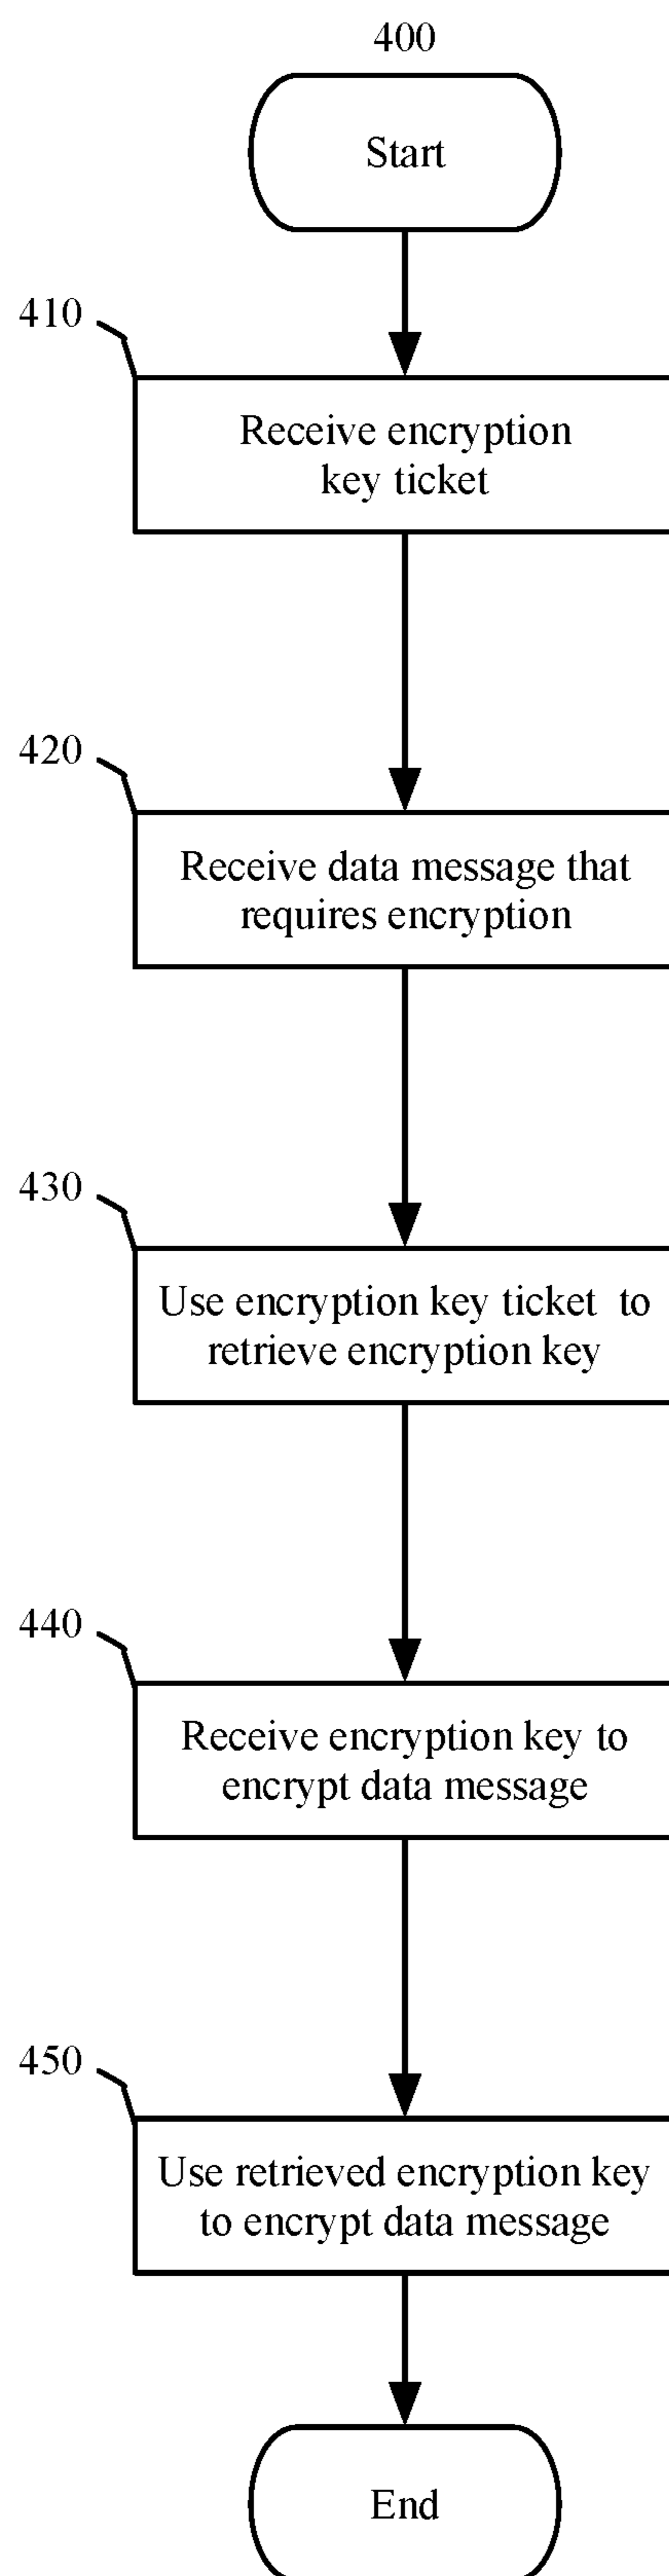 400
Start
410
Receive encryption
key ticket
420
Receive data message that
requires encryption
430
Use encryption key ticket  to
retrieve encryption key
440
Receive encryption key to
encrypt data message
450
Use retrieved encryption key
to encrypt data message
End